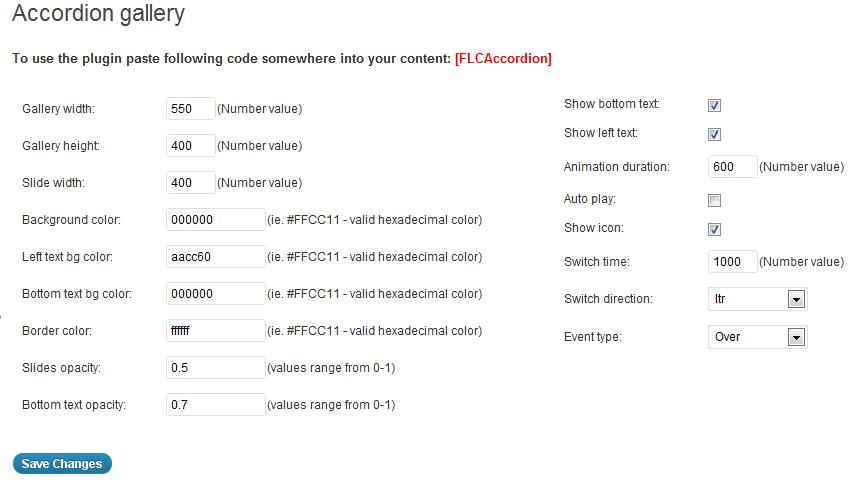 Accordion gallery
To use the plugin paste following code somewhere into your content: [FLCAccordion]
Gallery width: 550 (Number value)
Gallery height: 400 (Number value)
Slide width: 400 (Number value)
Background color: 000000 (ie. #FFCC11 - valid hexadecimal color)
Left text bg color: aacc60 (ie. #FFCC11 - valid hexadecimal color)
Bottom text bg color: 000000 (ie. #FFCC11 - valid hexadecimal color)
Border color: ffffff (ie. #FFCC11 - valid hexadecimal color)
Slides opacity: 0.5 (values range from 0-1)
Bottom text opacity: 0.7 (values range from 0-1)
Show bottom text:
Show left text:
Animation duration: 600 (Number value)
Auto play:
Show icon:
Switch time: 1000 (Number value)
Switch direction: ltr
Event type: Over
Save Changes